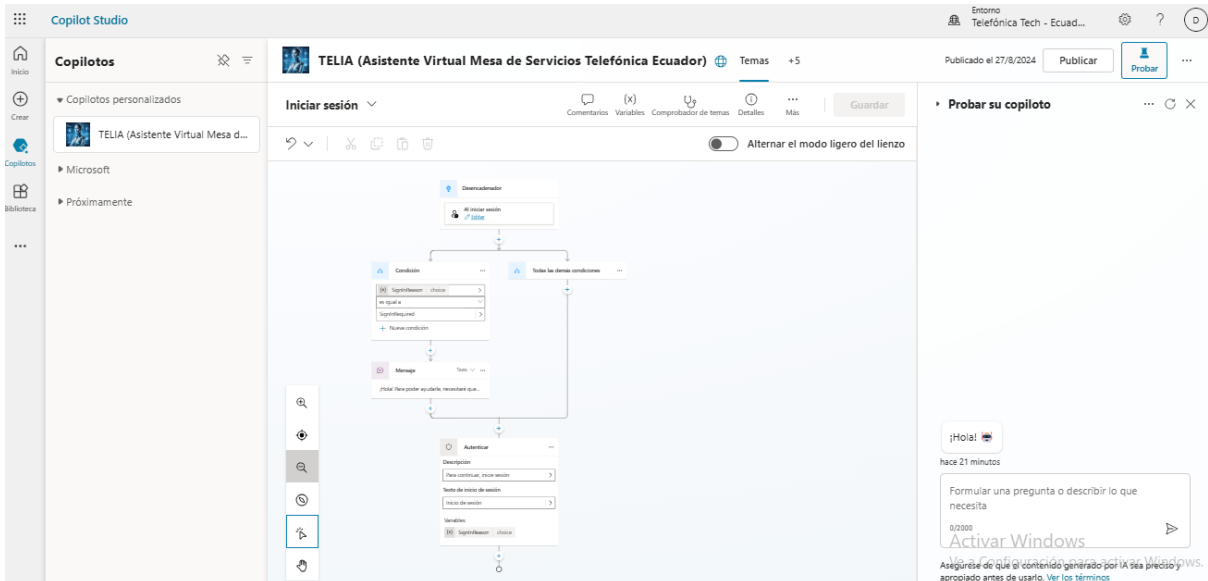 Copilot Studio
Entorno
Telefónica Tech - Ecuad...
?
D
Inicio
Crear
Copilotos
Biblioteca
Copilotos
Copilotos personalizados
TELIA (Asistente Virtual Mesa d...
Microsoft
Próximamente
TELIA (Asistente Virtual Mesa de Servicios Telefónica Ecuador)
Temas
+5
Publicado el 27/8/2024
Publicar
Probar
Iniciar sesión
Comentarios
(x)
Variables
Comprobador de temas
Detalles
Más
Guardar
Alternar el modo ligero del lienzo
Desencadenador
Al iniciar sesión
Editar
Condición
Todas las demás condiciones
{x} SignInReason choice
es igual a
SignInRequired
Nueva condición
Mensaje
Texto
¡Hola! Para poder ayudarle, necesitaré que...
Autenticar
Descripción
Para continuar, inicie sesión
Texto de inicio de sesión
Inicio de sesión
Variables
{x} SignInReason choice
Probar su copiloto
¡Hola!
hace 21 minutos
Formular una pregunta o describir lo que
necesita
0/2000
Activar Windows
Ve a Configuración para activar Windows.
Asegúrese de que el contenido generado por IA sea preciso y
apropiado antes de usarlo. Ver los términos